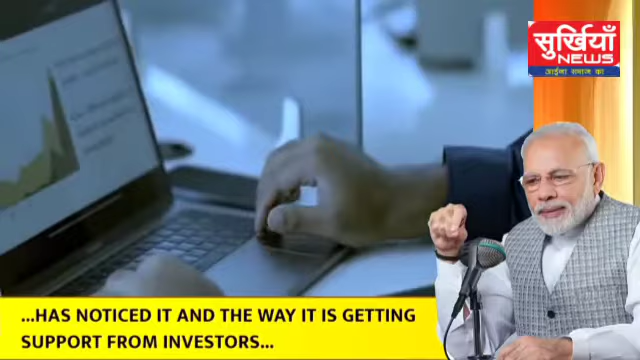 सुर्खियाँ
NEWS
आईना समाज का
...HAS NOTICED IT AND THE WAY IT IS GETTING
SUPPORT FROM INVESTORS...